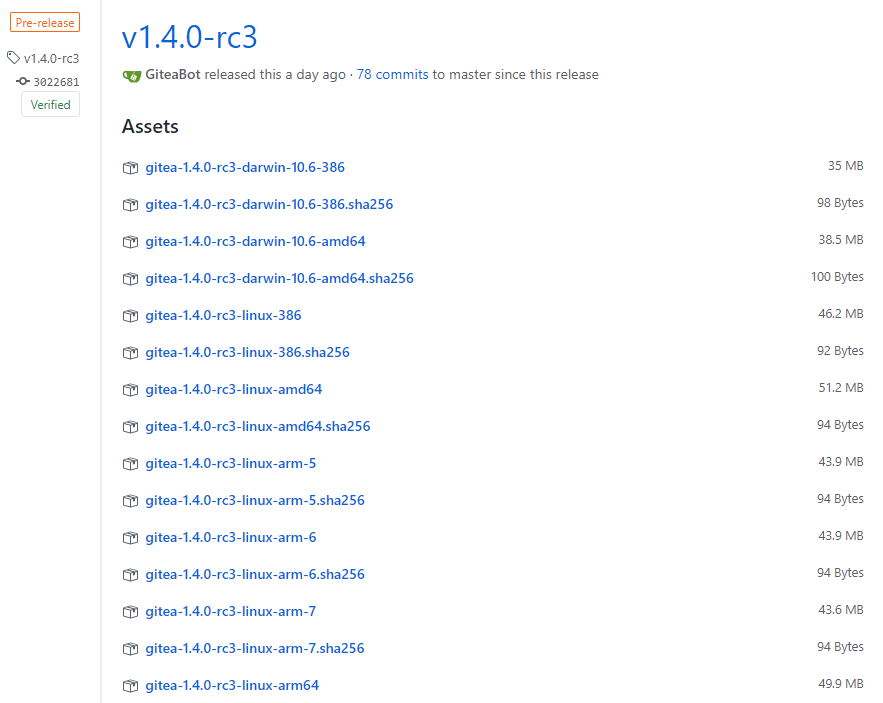 Pre-release
v1.4.0-rc3
3022681
Verified
v1.4.0-rc3
GiteaBot released this a day ago · 78 commits to master since this release
Assets
gitea-1.4.0-rc3-darwin-10.6-386 35 MB
gitea-1.4.0-rc3-darwin-10.6-386.sha256 98 Bytes
gitea-1.4.0-rc3-darwin-10.6-amd64 38.5 MB
gitea-1.4.0-rc3-darwin-10.6-amd64.sha256 100 Bytes
gitea-1.4.0-rc3-linux-386 46.2 MB
gitea-1.4.0-rc3-linux-386.sha256 92 Bytes
gitea-1.4.0-rc3-linux-amd64 51.2 MB
gitea-1.4.0-rc3-linux-amd64.sha256 94 Bytes
gitea-1.4.0-rc3-linux-arm-5 43.9 MB
gitea-1.4.0-rc3-linux-arm-5.sha256 94 Bytes
gitea-1.4.0-rc3-linux-arm-6 43.9 MB
gitea-1.4.0-rc3-linux-arm-6.sha256 94 Bytes
gitea-1.4.0-rc3-linux-arm-7 43.6 MB
gitea-1.4.0-rc3-linux-arm-7.sha256 94 Bytes
gitea-1.4.0-rc3-linux-arm64 49.9 MB